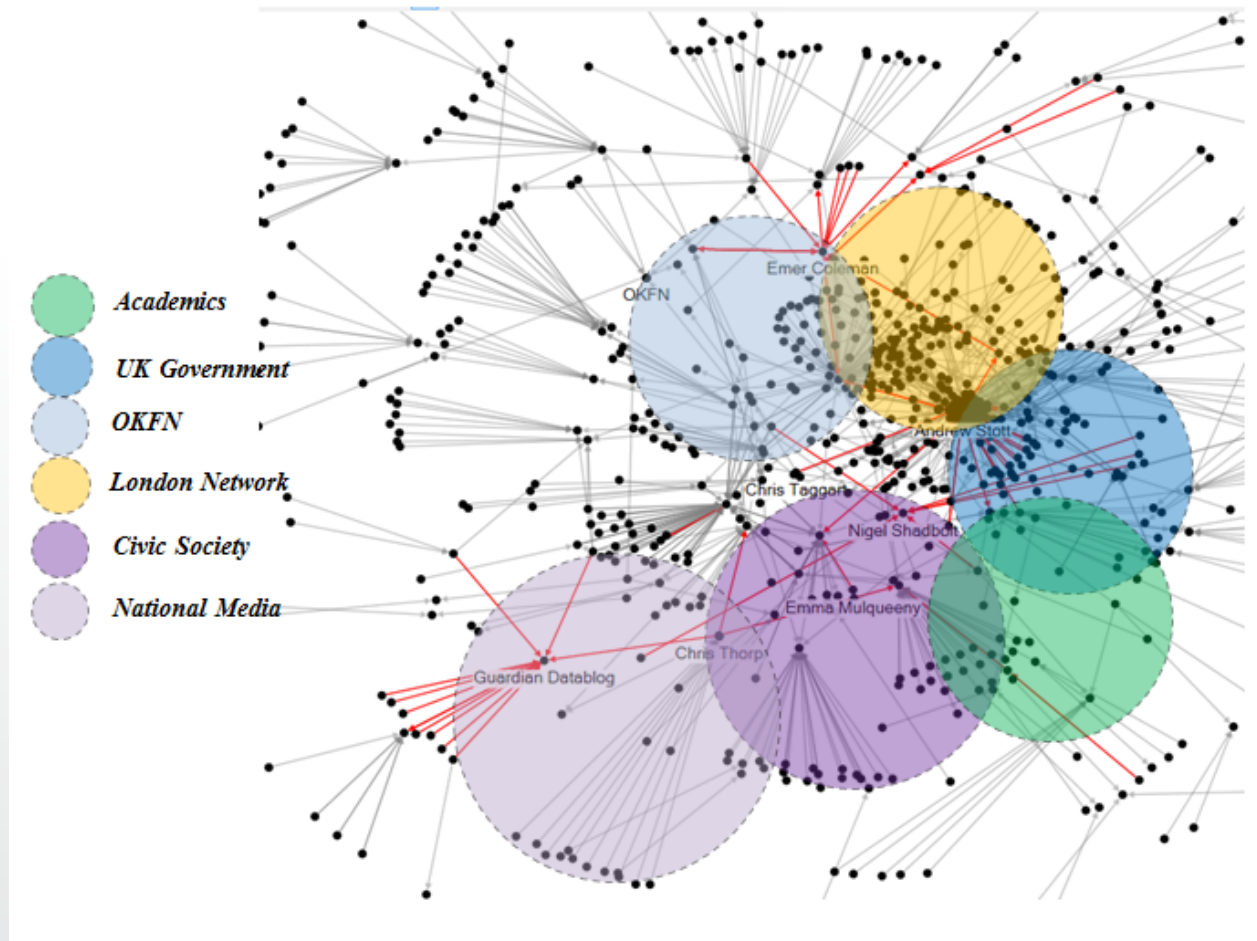 Academics
UK Government
OKFN
London Network
Civic Society
National Media
Emer Coleman
OKFN
Andrew Stott
Chris Taggart
Nigel Shadbolt
Emma Mulqueeny
Chris Thorp
Guardian Datablog